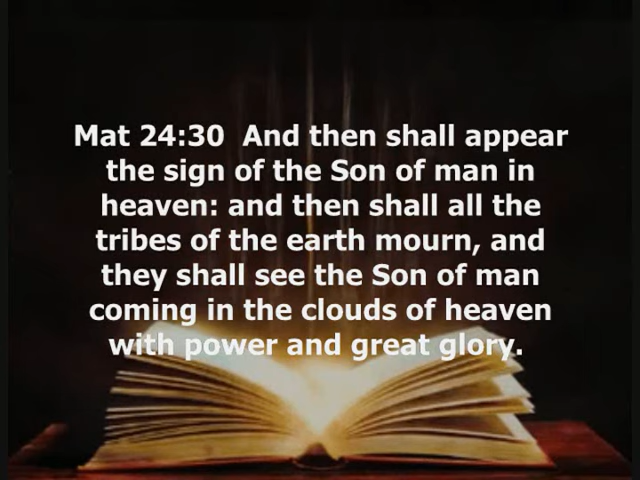 Mat 24:30  And then shall appear
the sign of the Son of man in
heaven: and then shall all the
tribes of the earth mourn, and
they shall see the Son of man
coming in the clouds of heaven
with power and great glory.